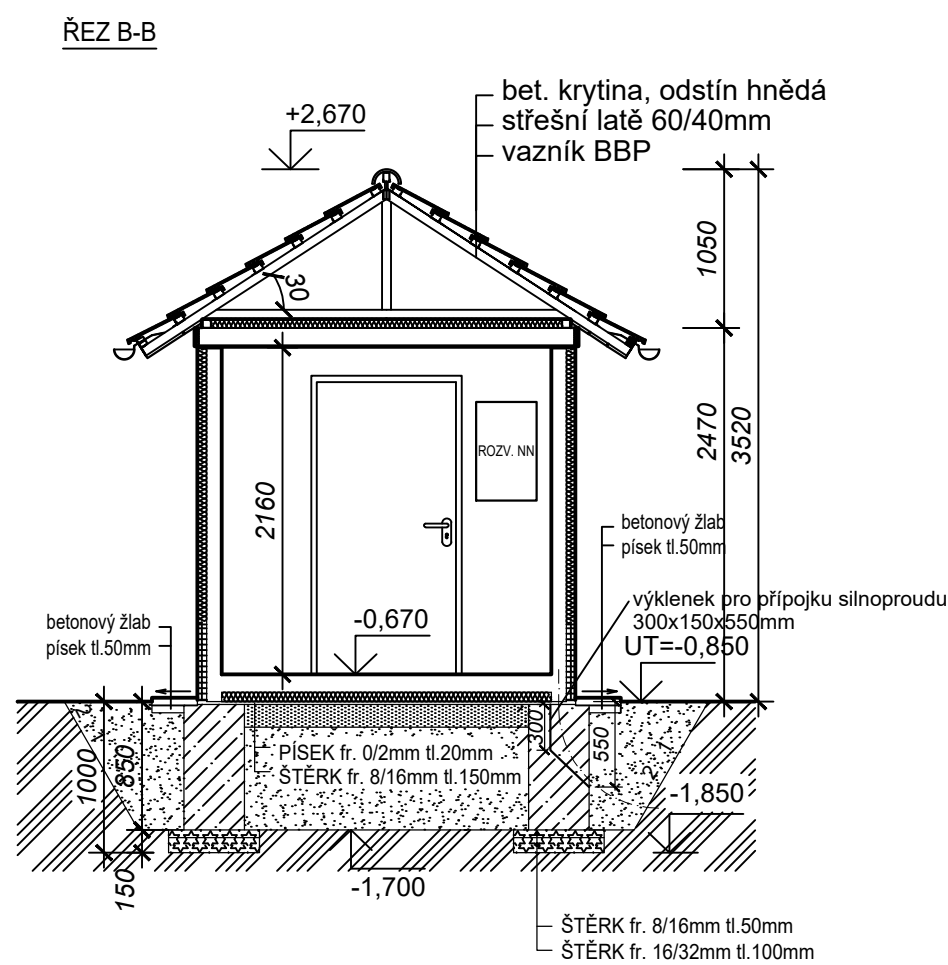 ŘEZ B-B
bet. krytina, odstín hnědá
střešní latě 60/40mm
vazník BBP
+2,670
1050
30
2470
3520
2160
ROZV. NN
betonový žlab
písek tl.50mm
výklenek pro přípojku silnoproudu
300x150x550mm
-0,670
UT=-0,850
betonový žlab
písek tl.50mm
300
550
2
1
PÍSEK fr. 0/2mm tl.20mm
ŠTĚRK fr. 8/16mm tl.150mm
1000
850
150
-1,850
-1,700
ŠTĚRK fr. 8/16mm tl.50mm
ŠTĚRK fr. 16/32mm tl.100mm